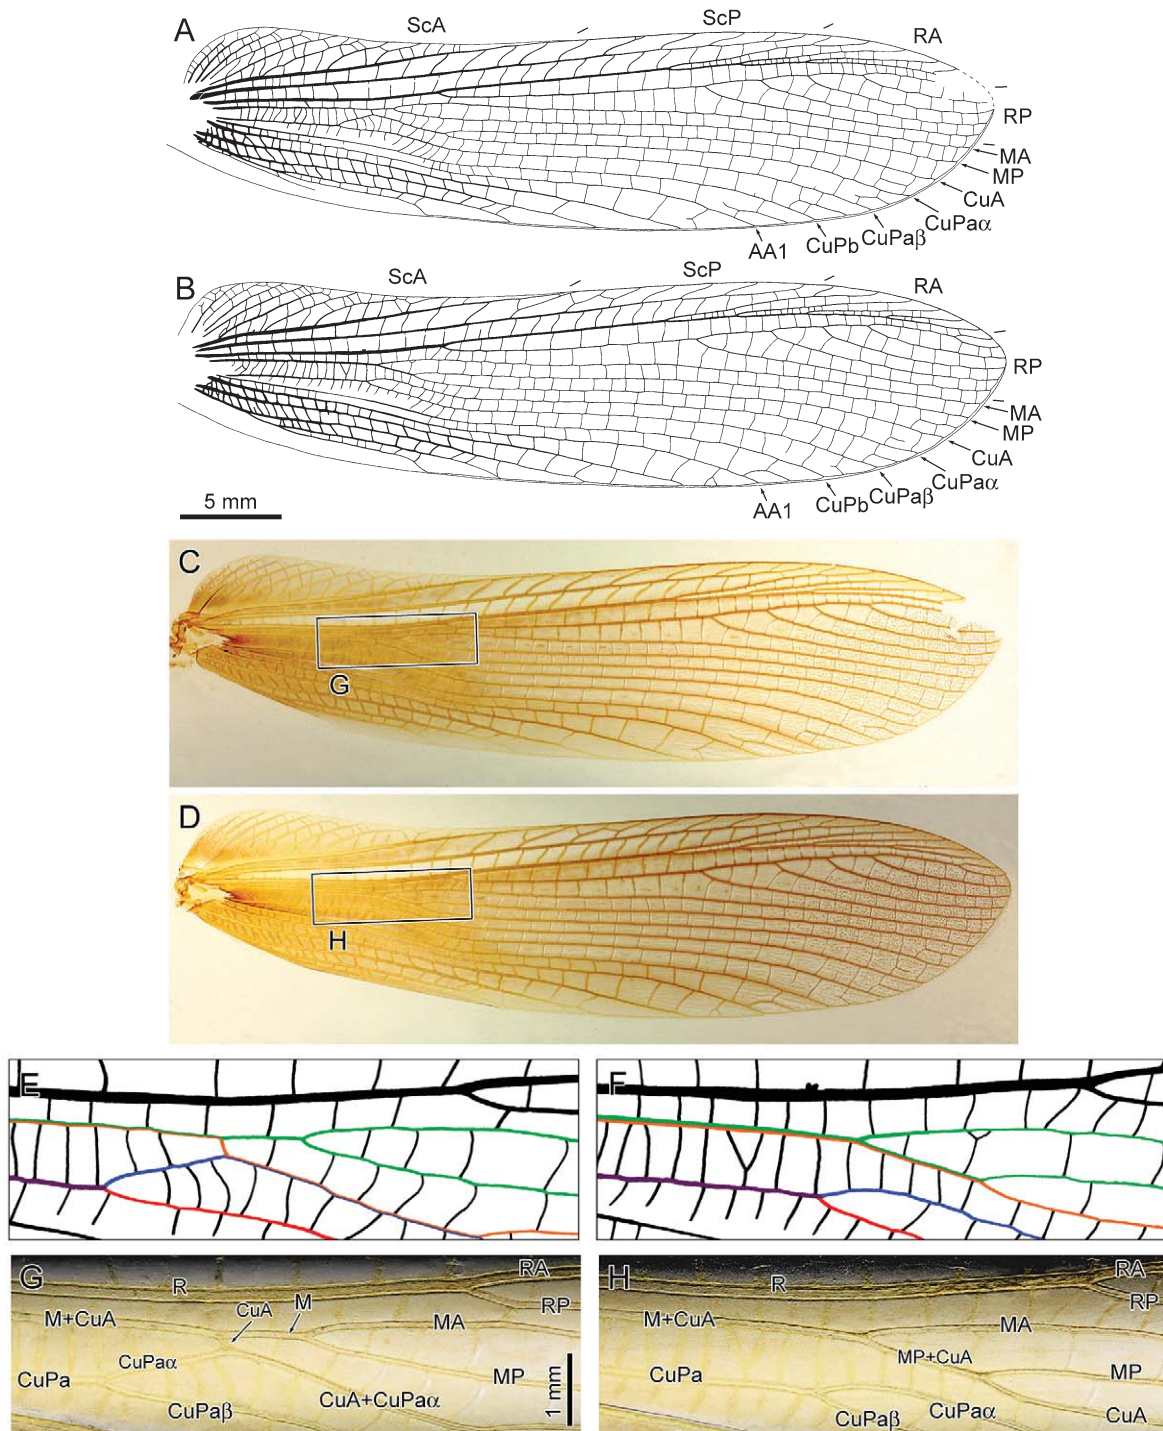 A
ScA
ScP
RA
RP
MA
MP
CuA
CuPaα
CuPaβ
CuPb
AA1
B
ScA
ScP
RA
RP
MA
MP
CuA
CuPaα
CuPaβ
CuPb
AA1
5 mm
C
G
D
H
E
F
G
R
RA
CuA
M
RP
M+CuA
MA
CuPaα
CuPa
MP
CuA+CuPaα
CuPaβ
1 mm
H
R
RA
RP
M+CuA
MA
MP+CuA
CuPa
MP
CuPaβ
CuPaα
CuA